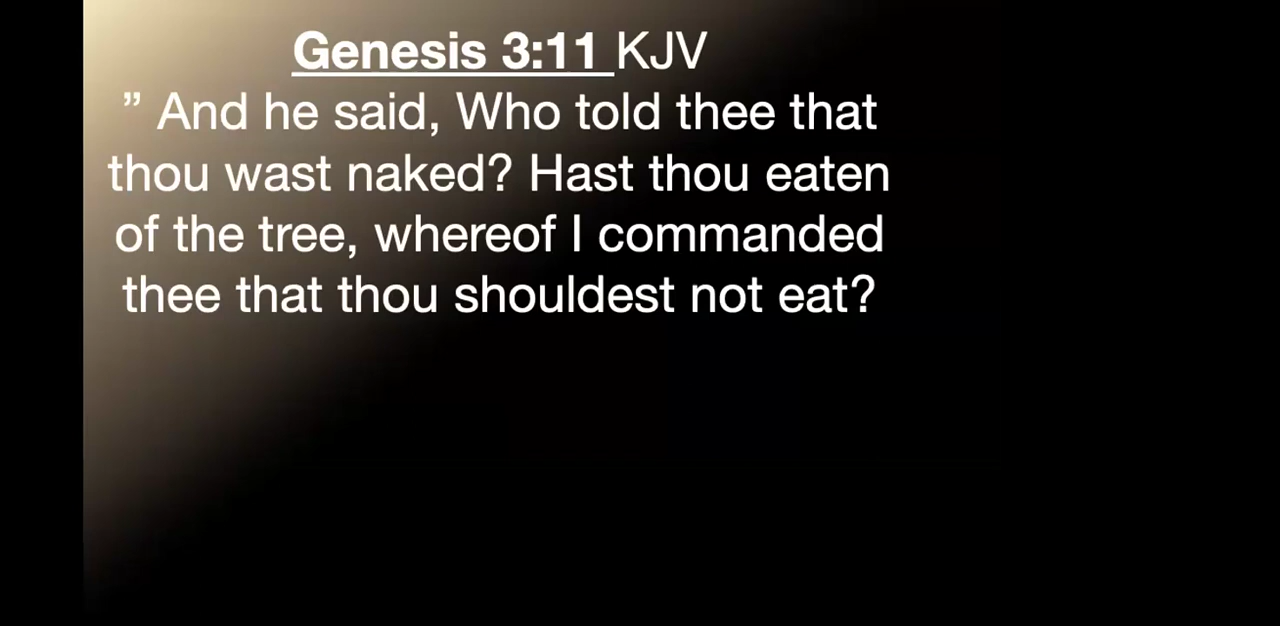 Genesis 3:11 KJV
” And he said, Who told thee that
thou wast naked? Hast thou eaten
of the tree, whereof I commanded
thee that thou shouldest not eat?